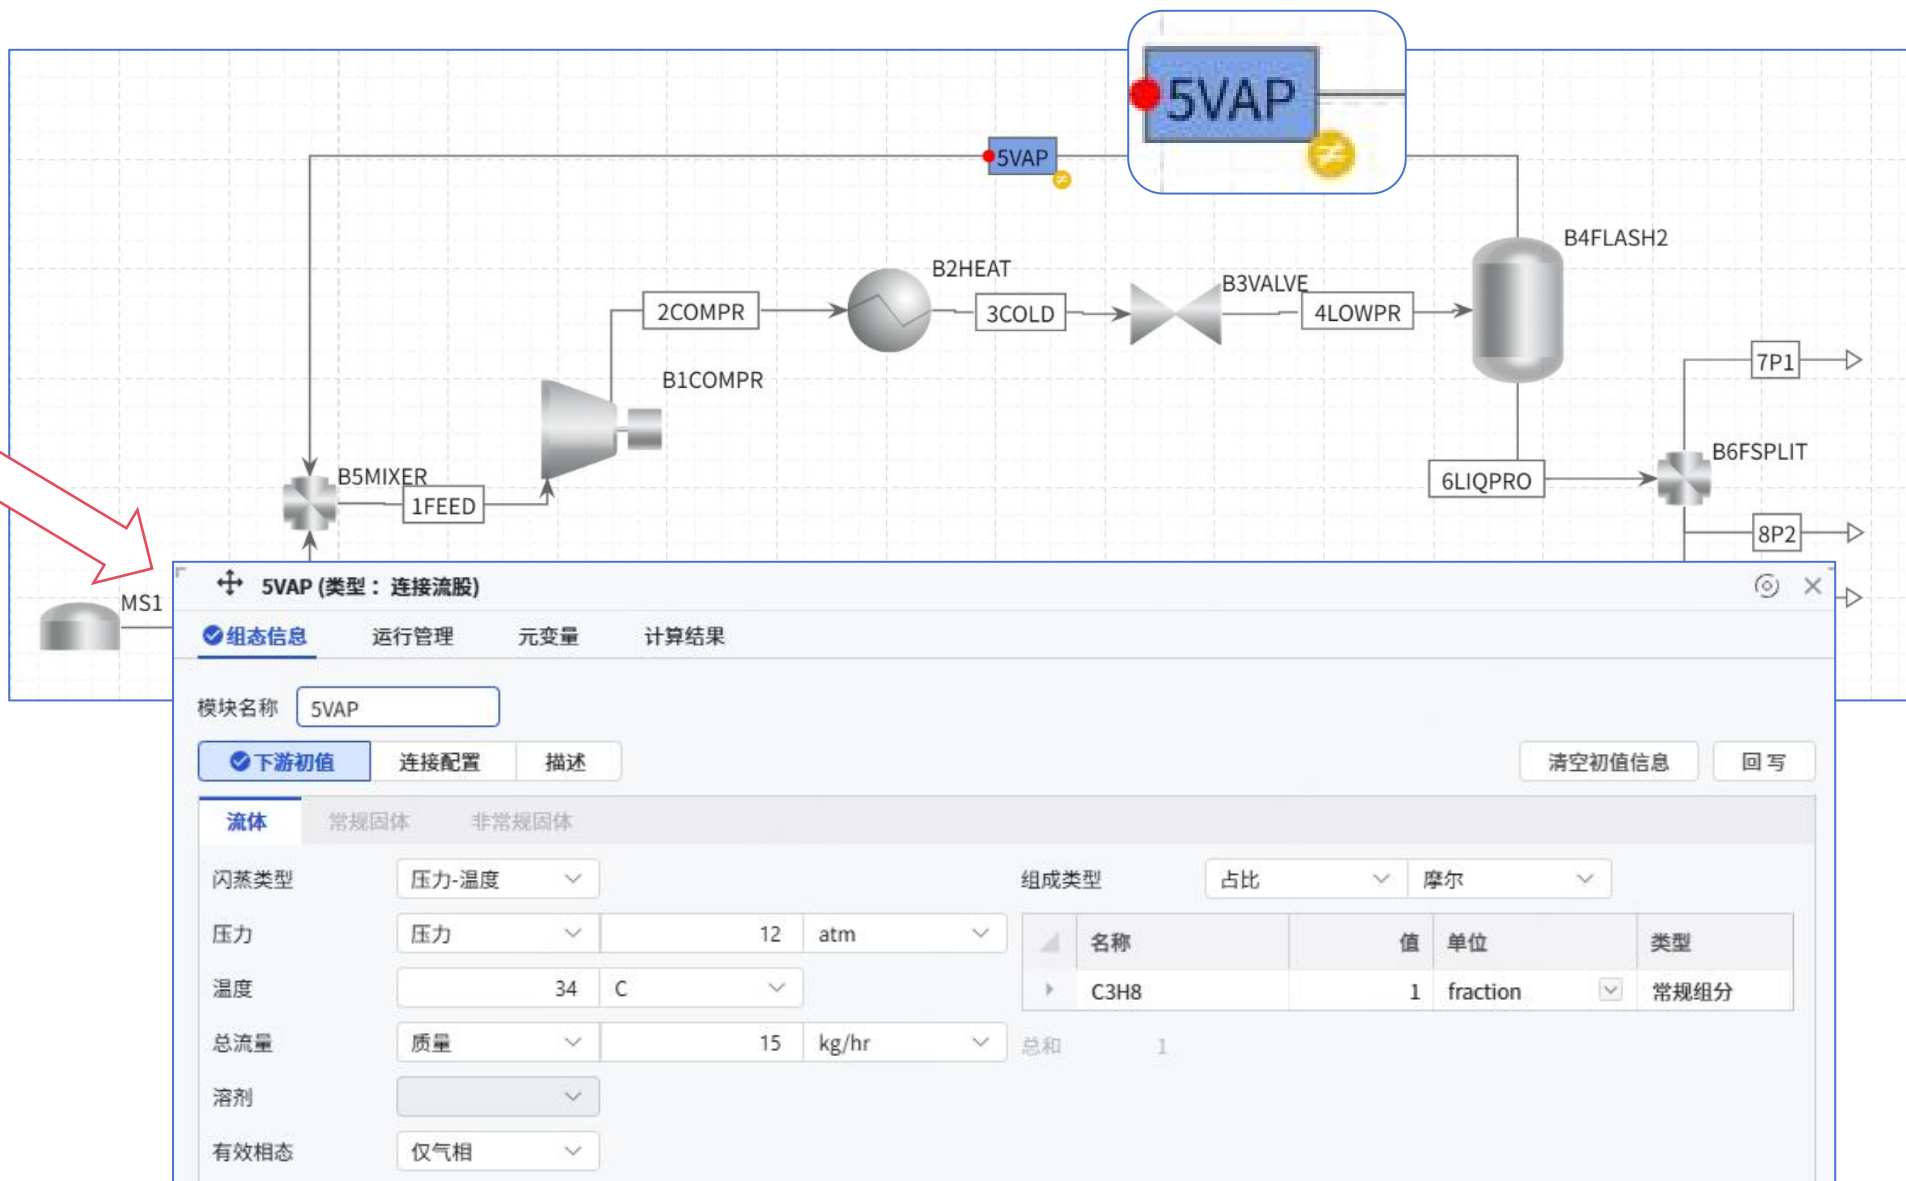 5VAP
5VAP
B4FLASH2
B2HEAT
B3VALVE
2COMPR
3COLD
4LOWPR
7P1
B1COMPR
B6FSPLIT
B5MIXER
6LIQPRO
1FEED
8P2
MS1
5VAP (类型： 连接流股)
组态信息 运行管理 元变量 计算结果
模块名称 5VAP
下游初值 连接配置 描述 清空初值信息 回写
流体 常规固体 非常规固体
闪蒸类型 压力-温度 组成类型 占比 摩尔
压力 压力 12 atm 名称 值 单位 类型
温度 34 C C3H8 1 fraction 常规组分
总流量 质量 15 kg/hr 总和 1
溶剂
有效相态 仅气相